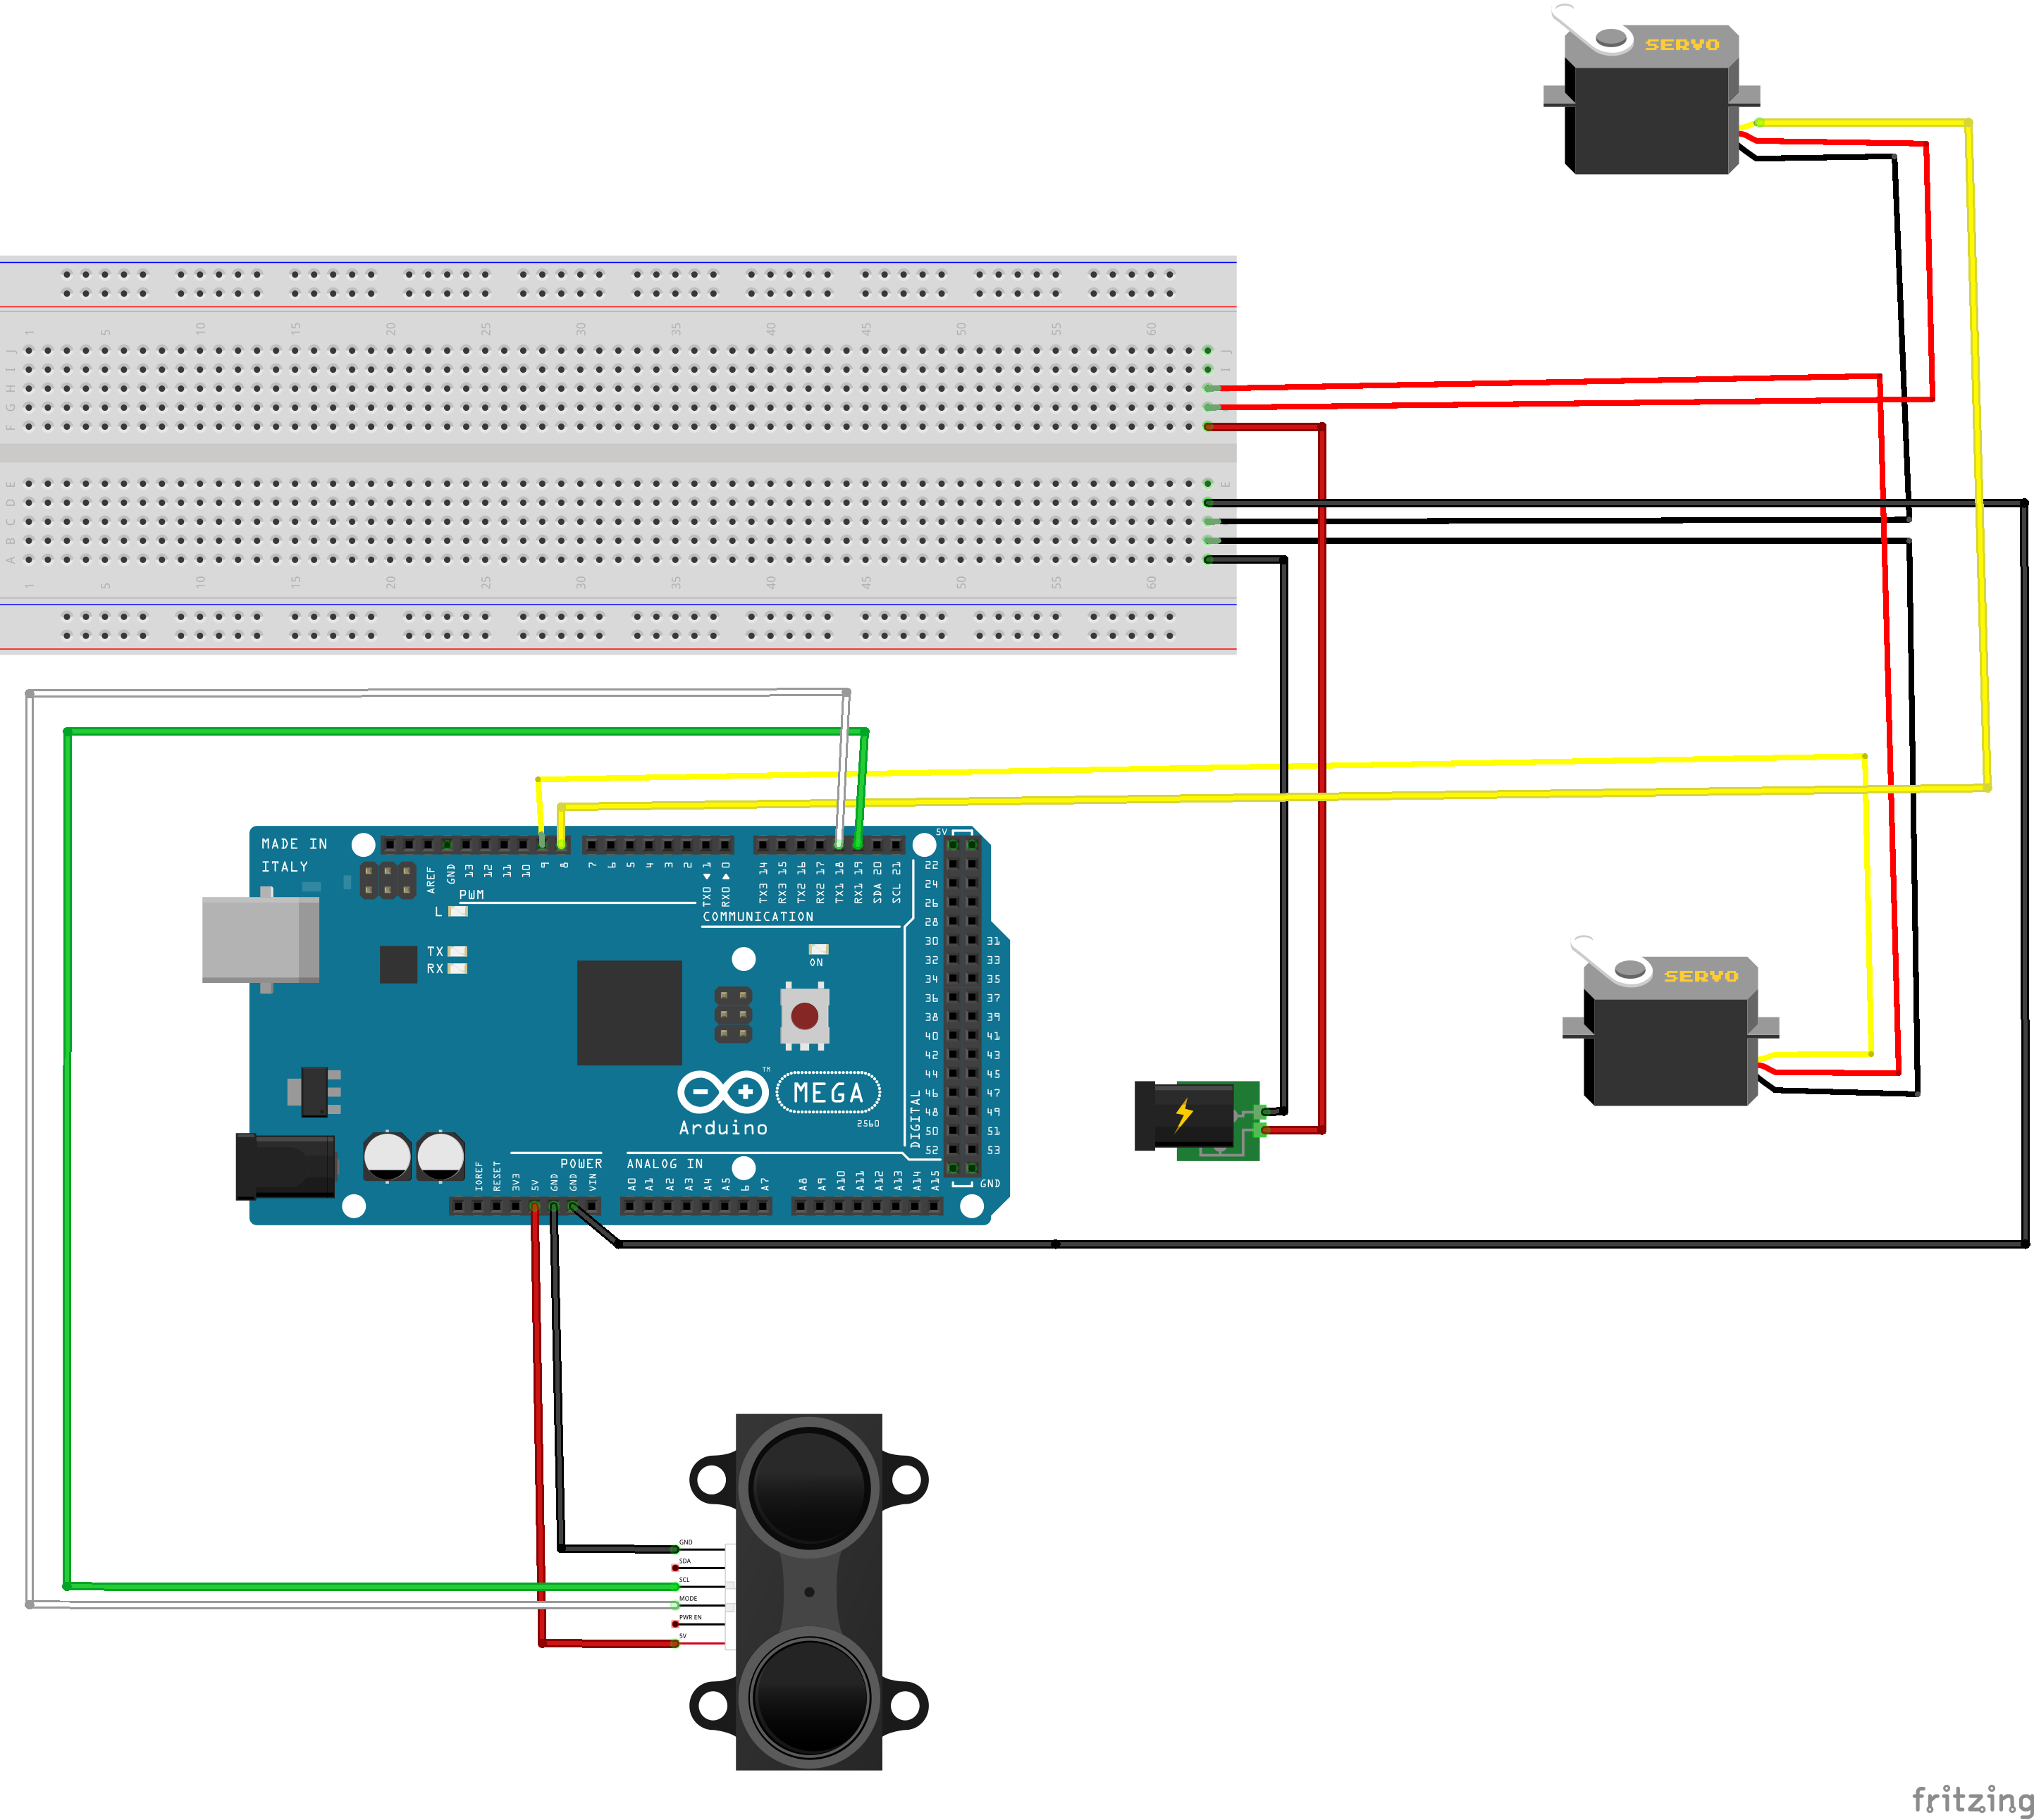 SERVO
1 5 10 15 20 25 30 35 40 45 50 55 60
J J
I I
H
G
F
E E
D
C
B
A
1 5 10 15 20 25 30 35 40 45 50 55 60
MADE IN
ITALY
AREF GND 13 12 11 10 9 8 7 6 5 4 3 2 TX0 1 RX0 0 TX3 14 RX3 15 TX2 16 RX2 17 TX1 18 RX1 19 SDA 20 SCL 21
5V
PWM
L
COMMUNICATION
TX
RX
ON
22
24
26
28
30 31
32 33
34 35
36 37
38 39
40 41
42 43
44 45
46 47
48 49
50 51
52 53
GND
DIGITAL
TM
MEGA
2560
Arduino
POWER
ANALOG IN
IOREF RESET 3V3 5V GND GND VIN A0 A1 A2 A3 A4 A5 6 A7 A8 A9 A10 A11 A12 A13 A14 A15
SERVO
GND
SDA
SCL
MODE
PWR EN
5V
fritzing